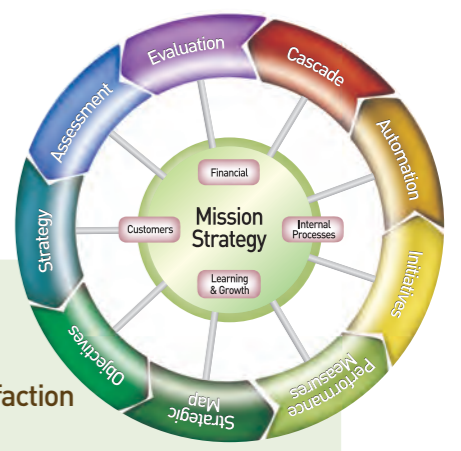 Evaluation
Cascade
Automation
Initiatives
Performance
Measures
Strategic
Map
Objectives
Strategy
Assessment
Financial
Customers
Mission
Strategy
Internal
Processes
Learning
& Growth
faction